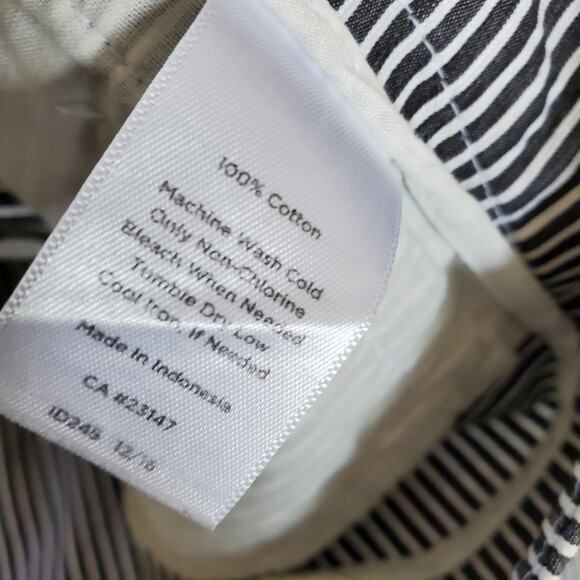 100% Cotton
Machine Wash Cold
Only Non-Chlorine
Bleach When Needed
Tumble Dry Low
Cool Iron, If Needed
Made In Indonesia
CA #23147
ID245 12/16